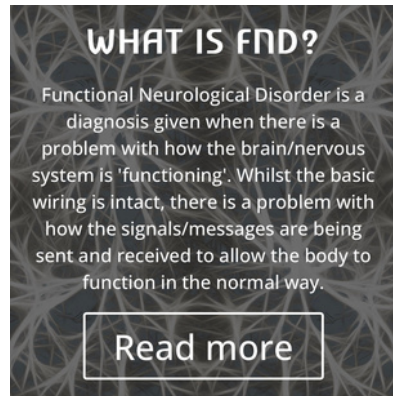 WHAT IS FND?
Functional Neurological Disorder is a
diagnosis given when there is a
problem with how the brain/nervous
system is 'functioning'. Whilst the basic
wiring is intact, there is a problem with
how the signals/messages are being
sent and received to allow the body to
function in the normal way.
Read more